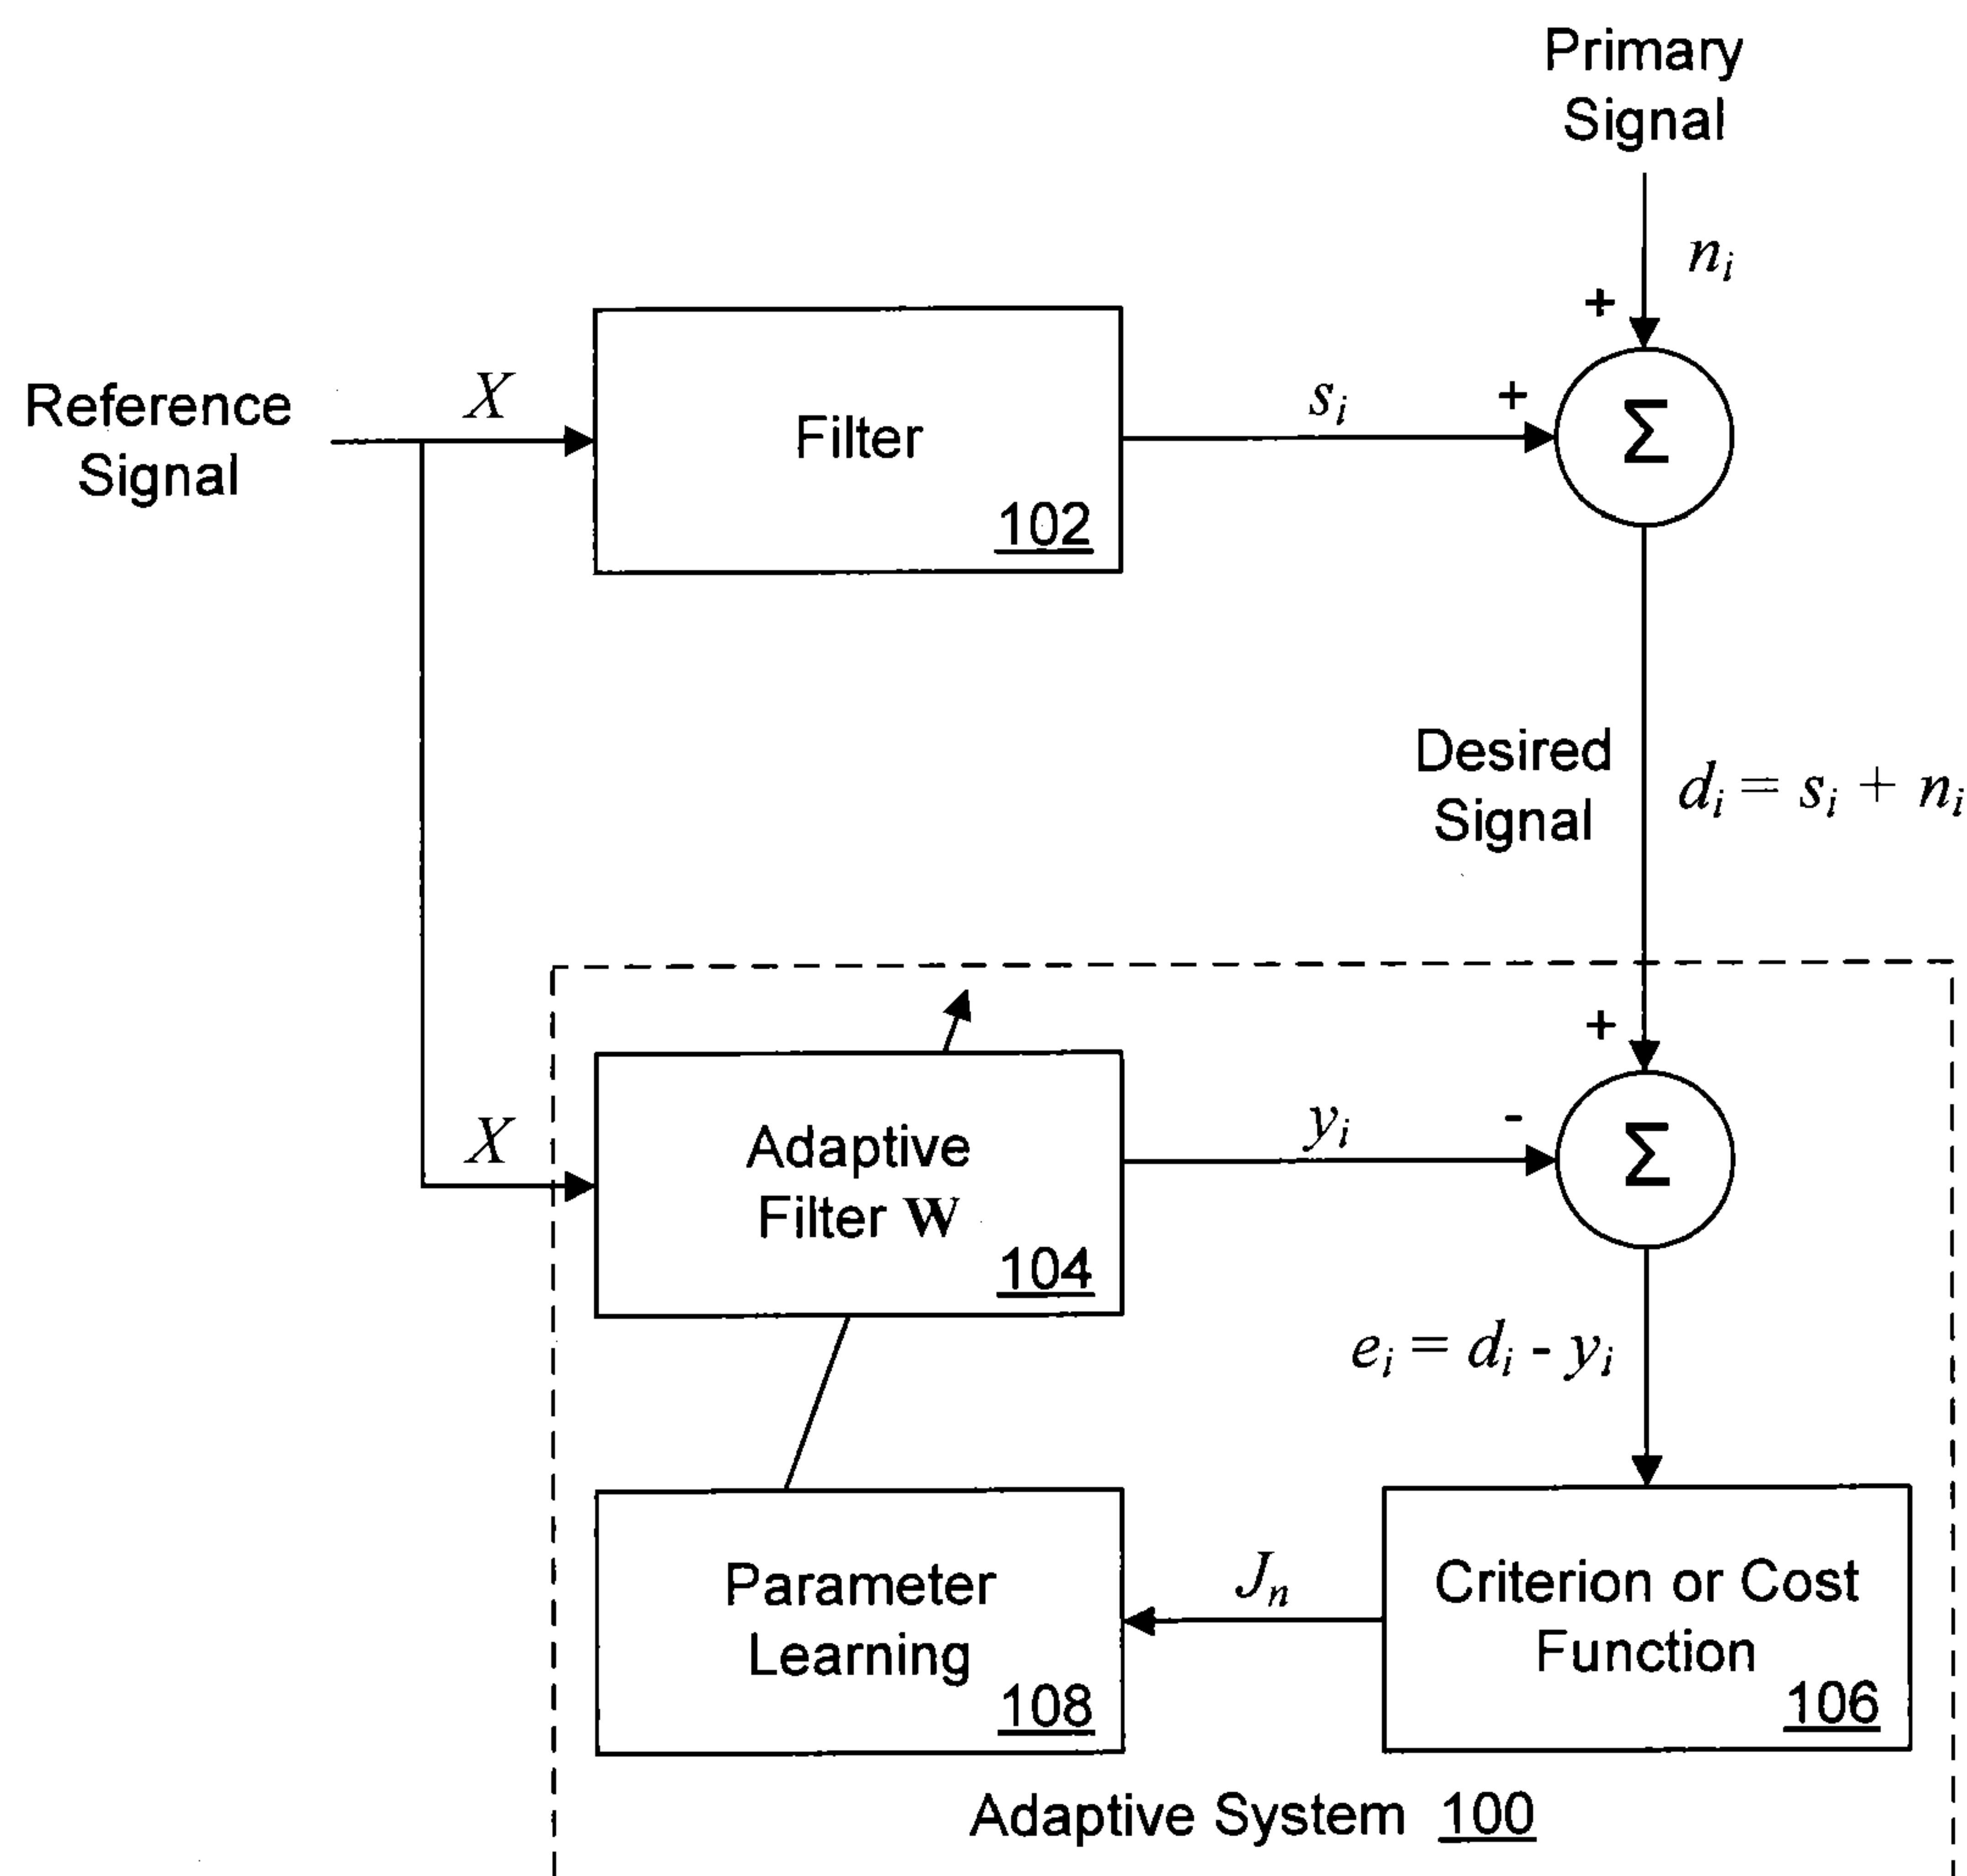 Primary
Signal
n_i
+
Reference
Signal
X
Filter
102
s_i
+
Σ
Desired
Signal
d_i = s_i + n_i
+
X
Adaptive
Filter W
104
y_i
-
Σ
e_i = d_i - y_i
Parameter
Learning
108
J_n
Criterion or Cost
Function
106
Adaptive System 100